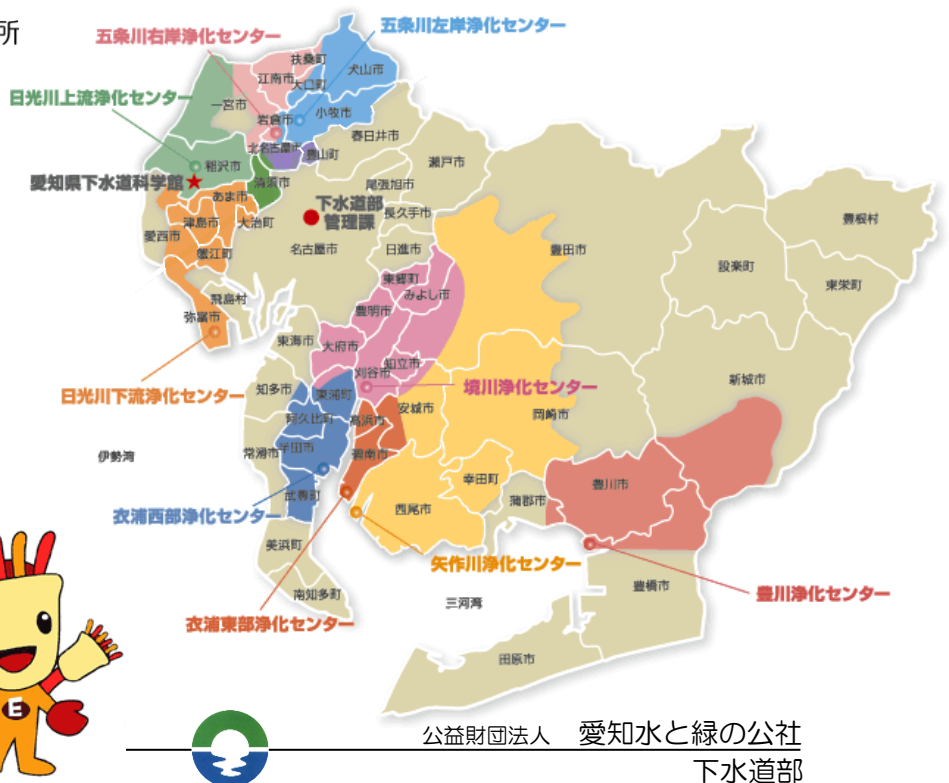 所
五条川右岸浄化センター
五条川左岸浄化センター
扶桑町
江南市
大口町
犬山市
日光川上流浄化センター
一宮市
岩倉市
小牧市
春日井市
北名古屋市
豊山町
瀬戸市
稲沢市
愛知県下水道科学館
清須市
尾張旭市
あま市
下水道部
管理課
長久手市
津島市
大治町
愛西市
名古屋市
日進市
蟹江町
豊田市
豊根村
設楽町
東栄町
東郷町
みよし市
飛島村
弥富市
豊明市
東海市
大府市
知立市
刈谷市
境川浄化センター
新城市
日光川下流浄化センター
知多市
東浦町
安城市
阿久比町
高浜市
岡崎市
伊勢湾
常滑市
半田市
碧南市
幸田町
豊川市
武豊町
蒲郡市
西尾市
衣浦西部浄化センター
美浜町
矢作川浄化センター
豊橋市
豊川浄化センター
南知多町
三河湾
衣浦東部浄化センター
田原市
E
公益財団法人 愛知水と緑の公社
下水道部